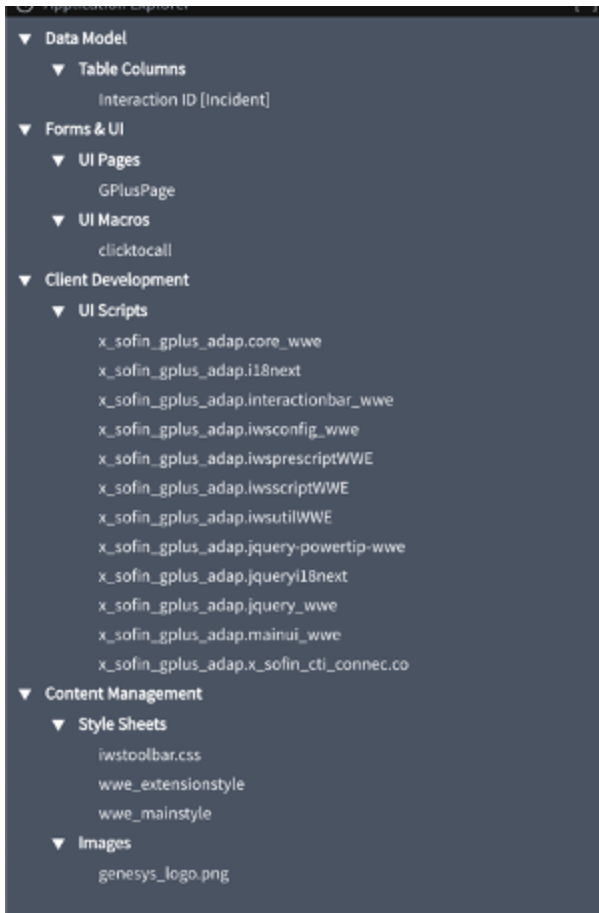 Application Explorer
Data Model
Table Columns
Interaction ID [Incident]
Forms & UI
UI Pages
GPlusPage
UI Macros
clicktocall
Client Development
UI Scripts
x_sofin_gplus_adap.core_wwe
x_sofin_gplus_adap.i18next
x_sofin_gplus_adap.interactionbar_wwe
x_sofin_gplus_adap.iwsconfig_wwe
x_sofin_gplus_adap.iwsprescriptWWE
x_sofin_gplus_adap.iwsscriptWWE
x_sofin_gplus_adap.iwsutilWWE
x_sofin_gplus_adap.jquery-powertip-wwe
x_sofin_gplus_adap.jqueryi18next
x_sofin_gplus_adap.jquery_wwe
x_sofin_gplus_adap.mainui_wwe
x_sofin_gplus_adap.x_sofin_cti_connec.co
Content Management
Style Sheets
iwstoolbar.css
wwe_extensionstyle
wwe_mainstyle
Images
genesys_logo.png